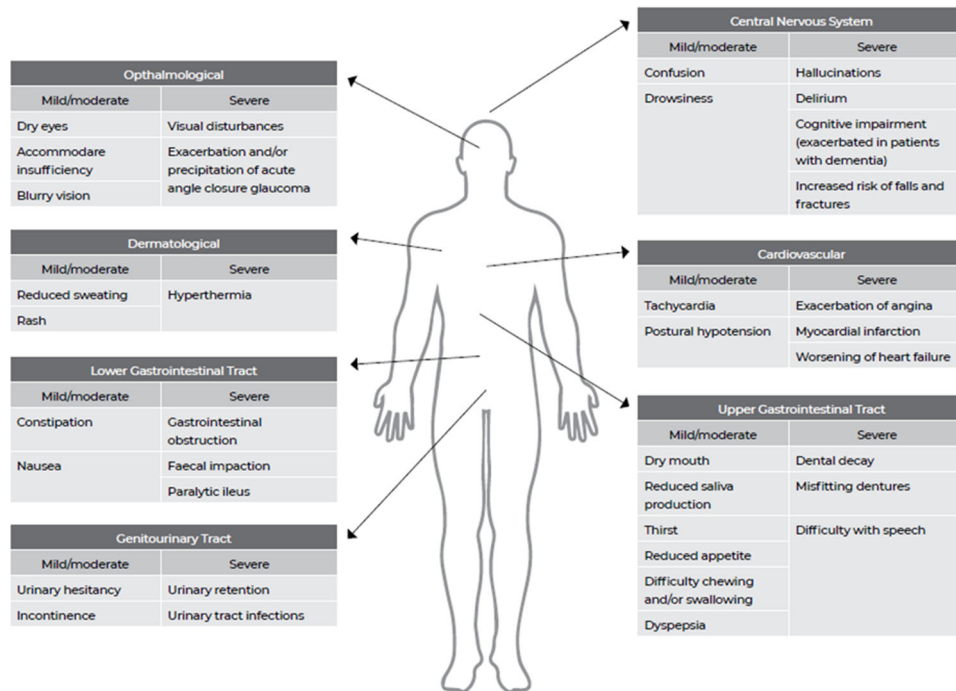 Opthalmological
Mild/moderate Severe
Dry eyes Visual disturbances
Accommodare
insufficiency
Exacerbation and/or
precipitation of acute
angle closure glaucoma
Blurry vision
Dermatological
Mild/moderate Severe
Reduced sweating Hyperthermia
Rash
Lower Gastrointestinal Tract
Mild/moderate Severe
Constipation
Gastrointestinal
obstruction
Nausea Faecal impaction
Paralytic ileus
Genitourinary Tract
Mild/moderate Severe
Urinary hesitancy Urinary retention
Incontinence Urinary tract infections
Central Nervous System
Mild/moderate Severe
Confusion Hallucinations
Drowsiness Delirium
Cognitive impairment
(exacerbated in patients
with dementia)
Increased risk of falls and
fractures
Cardiovascular
Mild/moderate Severe
Tachycardia Exacerbation of angina
Postural hypotension Myocardial infarction
Worsening of heart failure
Upper Gastrointestinal Tract
Mild/moderate Severe
Dry mouth Dental decay
Reduced saliva
production
Misfitting dentures
Thirst Difficulty with speech
Reduced appetite
Difficulty chewing
and/or swallowing
Dyspepsia